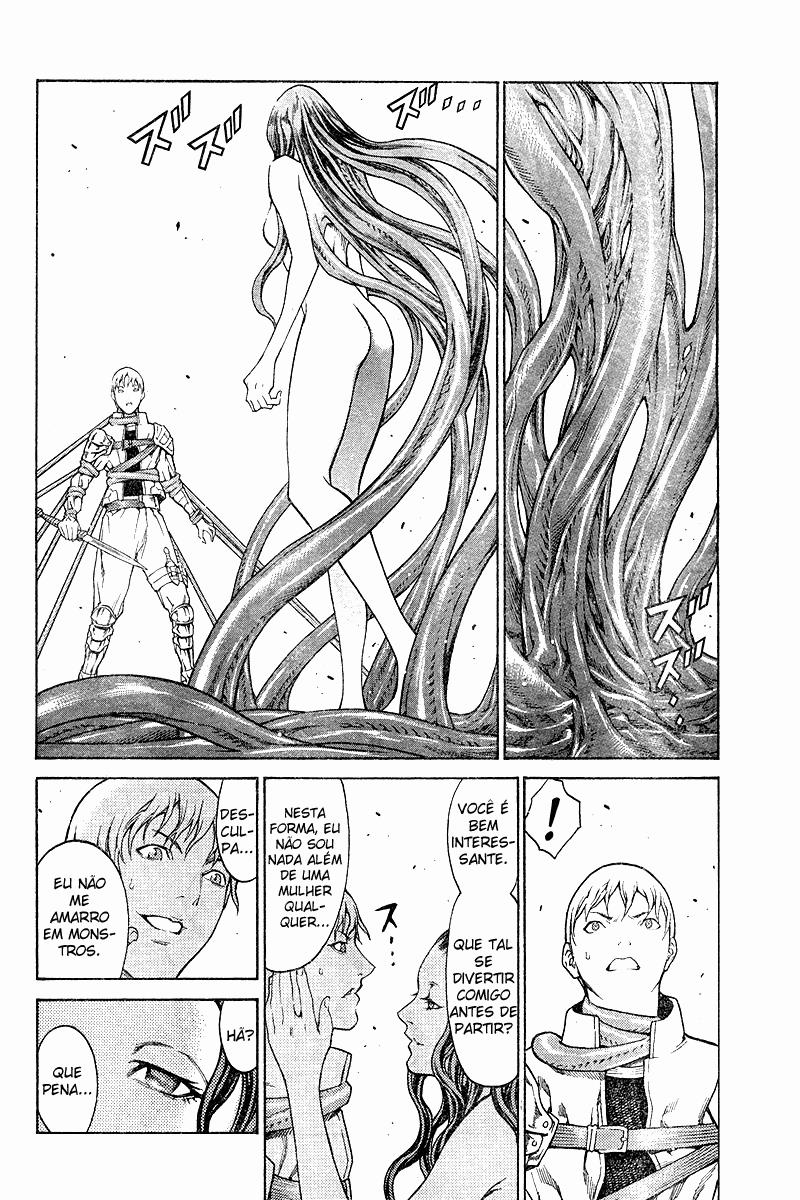 ズズ
ズ...
ズズ...
!
VOCÊ É
BEM
INTERES-
SANTE.
QUE TAL
SE
DIVERTIR
COMIGO
ANTES DE
PARTIR?
ス...
NESTA
FORMA, EU
NÃO SOU
NADA ALÉM
DE UMA
MULHER
QUAL-
QUER...
DES-
CUL-
PA...
EU NÃO
ME
AMARRO
EM MONS-
TROS.
HÃ?
QUE
PENA...